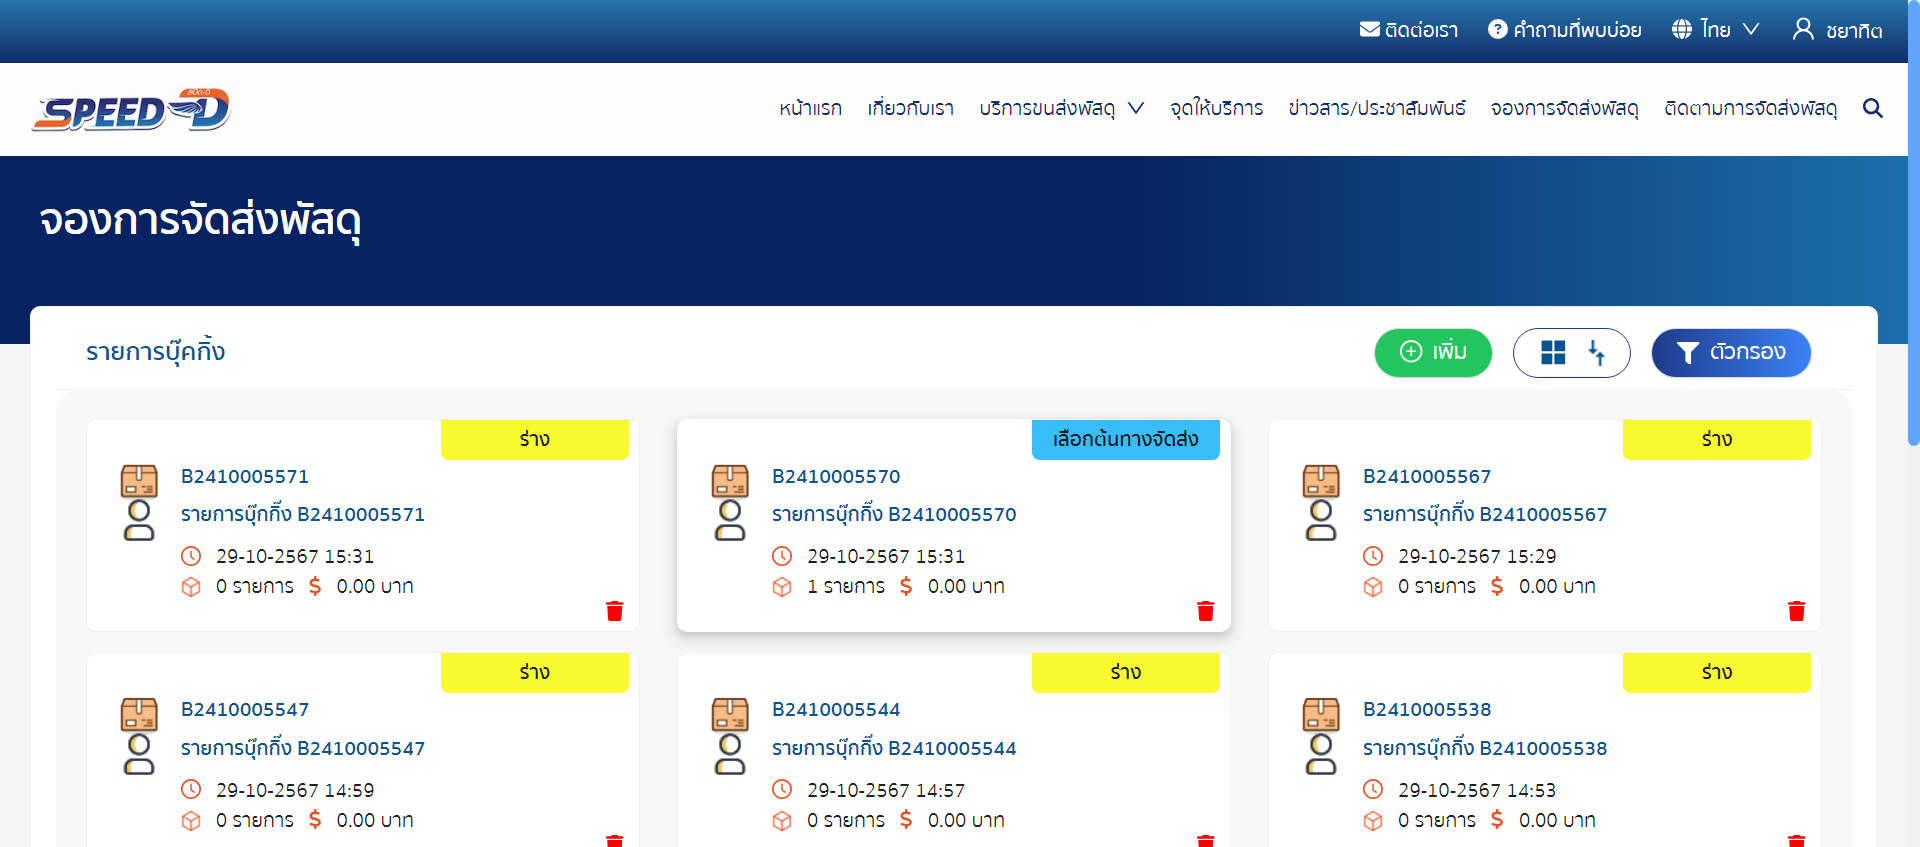 ติดต่อเรา คำถามที่พบบ่อย ไทย ชยาทิต
สปีด-ดี
SPEED-D
หน้าแรก เกี่ยวกับเรา บริการขนส่งพัสดุ จุดให้บริการ ข่าวสาร/ประชาสัมพันธ์ จองการจัดส่งพัสดุ ติดตามการจัดส่งพัสดุ
จองการจัดส่งพัสดุ
รายการบุ๊คกิ้ง เพิ่ม ตัวกรอง
ร่าง
B2410005571
รายการบุ๊กกิ้ง B2410005571
29-10-2567 15:31
0 รายการ $ 0.00 บาท
เลือกต้นทางจัดส่ง
B2410005570
รายการบุ๊กกิ้ง B2410005570
29-10-2567 15:31
1 รายการ $ 0.00 บาท
ร่าง
B2410005567
รายการบุ๊กกิ้ง B2410005567
29-10-2567 15:29
0 รายการ $ 0.00 บาท
ร่าง
B2410005547
รายการบุ๊กกิ้ง B2410005547
29-10-2567 14:59
0 รายการ $ 0.00 บาท
ร่าง
B2410005544
รายการบุ๊กกิ้ง B2410005544
29-10-2567 14:57
0 รายการ $ 0.00 บาท
ร่าง
B2410005538
รายการบุ๊กกิ้ง B2410005538
29-10-2567 14:53
0 รายการ $ 0.00 บาท